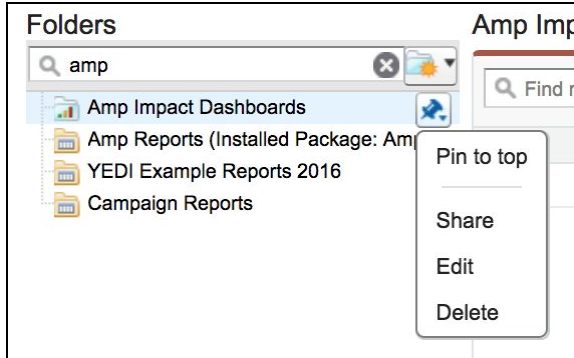 Folders
Amp Imp
amp
Find
Amp Impact Dashboards
Amp Reports (Installed Package: Am
Pin to top
YEDI Example Reports 2016
Campaign Reports
Share
Edit
Delete